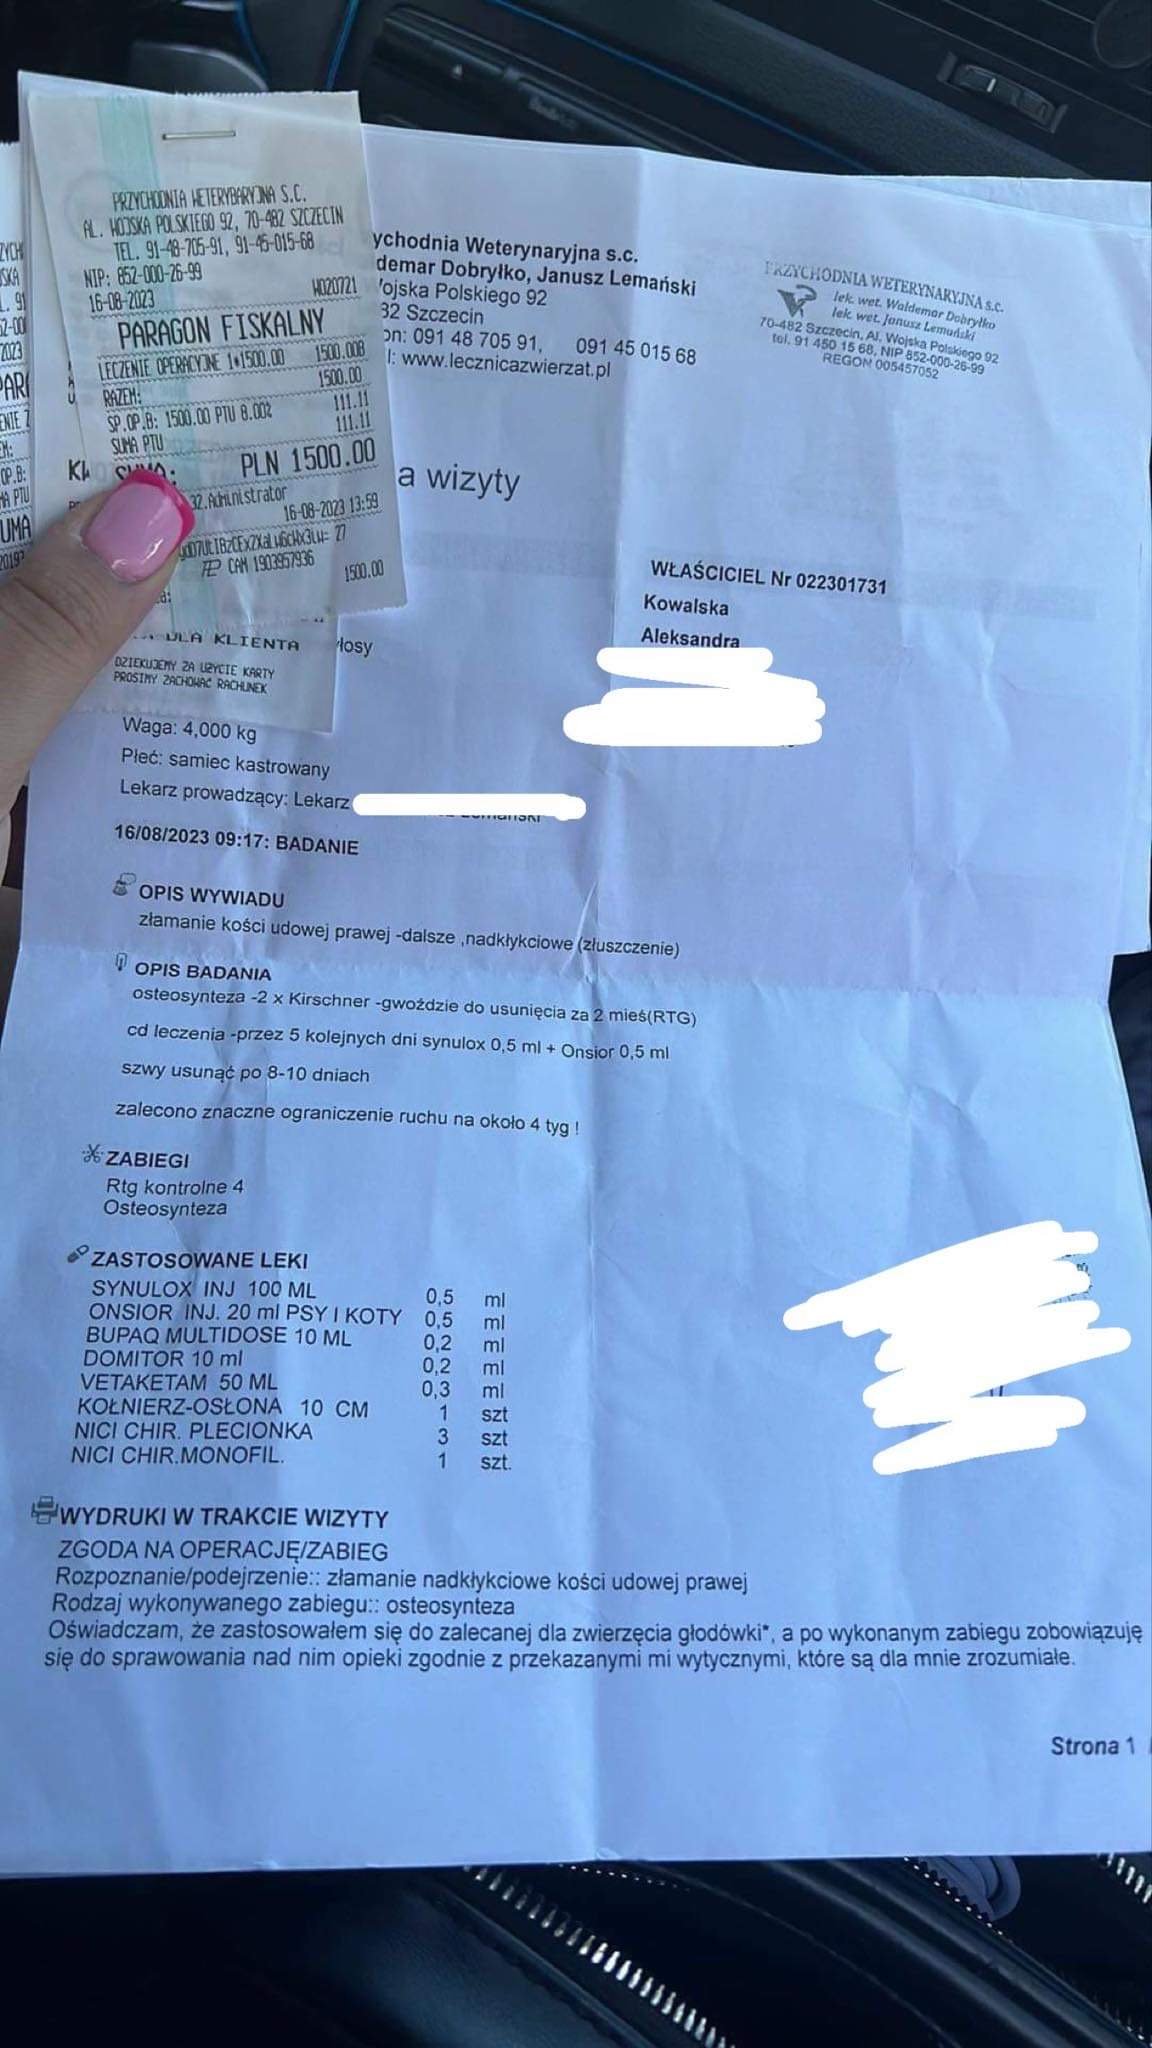 PRZYCHODNIA WETERYBARYJNA S.C.
AL. WOJSKA POLSKIEGO 92, 70-482 SZCZECIN
TEL. 91-48-705-91, 91-45-015-68
NIP: 852-000-26-99
16-08-2023 W020721
PARAGON FISKALNY
LECZENIE OPERACYJNE 1*1500.00 1500.00B
RAZEM: 1500.00
SP.OP.B: 1500.00 PTU 8.00% 111.11
SUMA PTU 111.11
SUMA: PLN 1500.00
Administrator
16-08-2023 13:59
CAM 1903957936
1500.00
DLA KLIENTA
DZIĘKUJEMY ZA UŻYCIE KARTY
PROSIMY ZACHOWAĆ RACHUNEK
ychodnia Weterynaryjna s.c.
demar Dobryłko, Janusz Lemański
ojska Polskiego 92
82 Szczecin
on: 091 48 705 91, 091 45 015 68
l: www.lecznicazwierzat.pl
PRZYCHODNIA WETERYNARYJNA s.c.
lek. wet. Waldemar Dobryłko
lek. wet. Janusz Lemański
70-482 Szczecin, Al. Wojska Polskiego 92
tel. 91 450 15 68, NIP 852-000-26-99
REGON 005457052
a wizyty
WŁAŚCICIEL Nr 022301731
Kowalska
Aleksandra
łosy
Waga: 4,000 kg
Płeć: samiec kastrowany
Lekarz prowadzący: Lekarz
16/08/2023 09:17: BADANIE
OPIS WYWIADU
złamanie kości udowej prawej -dalsze ,nadkłykciowe (złuszczenie)
OPIS BADANIA
osteosynteza -2 x Kirschner -gwoździe do usunięcia za 2 mieś(RTG)
cd leczenia -przez 5 kolejnych dni synulox 0,5 ml + Onsior 0,5 ml
szwy usunąć po 8-10 dniach
zalecono znaczne ograniczenie ruchu na około 4 tyg !
ZABIEGI
Rtg kontrolne 4
Osteosynteza
ZASTOSOWANE LEKI
SYNULOX INJ 100 ML 0,5 ml
ONSIOR INJ. 20 ml PSY I KOTY 0,5 ml
BUPAQ MULTIDOSE 10 ML 0,2 ml
DOMITOR 10 ml 0,2 ml
VETAKETAM 50 ML 0,3 ml
KOŁNIERZ-OSŁONA 10 CM 1 szt
NICI CHIR. PLECIONKA 3 szt
NICI CHIR.MONOFIL. 1 szt.
WYDRUKI W TRAKCIE WIZYTY
ZGODA NA OPERACJĘ/ZABIEG
Rozpoznanie/podejrzenie:: złamanie nadkłykciowe kości udowej prawej
Rodzaj wykonywanego zabiegu:: osteosynteza
Oświadczam, że zastosowałem się do zalecanej dla zwierzęcia głodówki*, a po wykonanym zabiegu zobowiązuję
się do sprawowania nad nim opieki zgodnie z przekazanymi mi wytycznymi, które są dla mnie zrozumiałe.
Strona 1